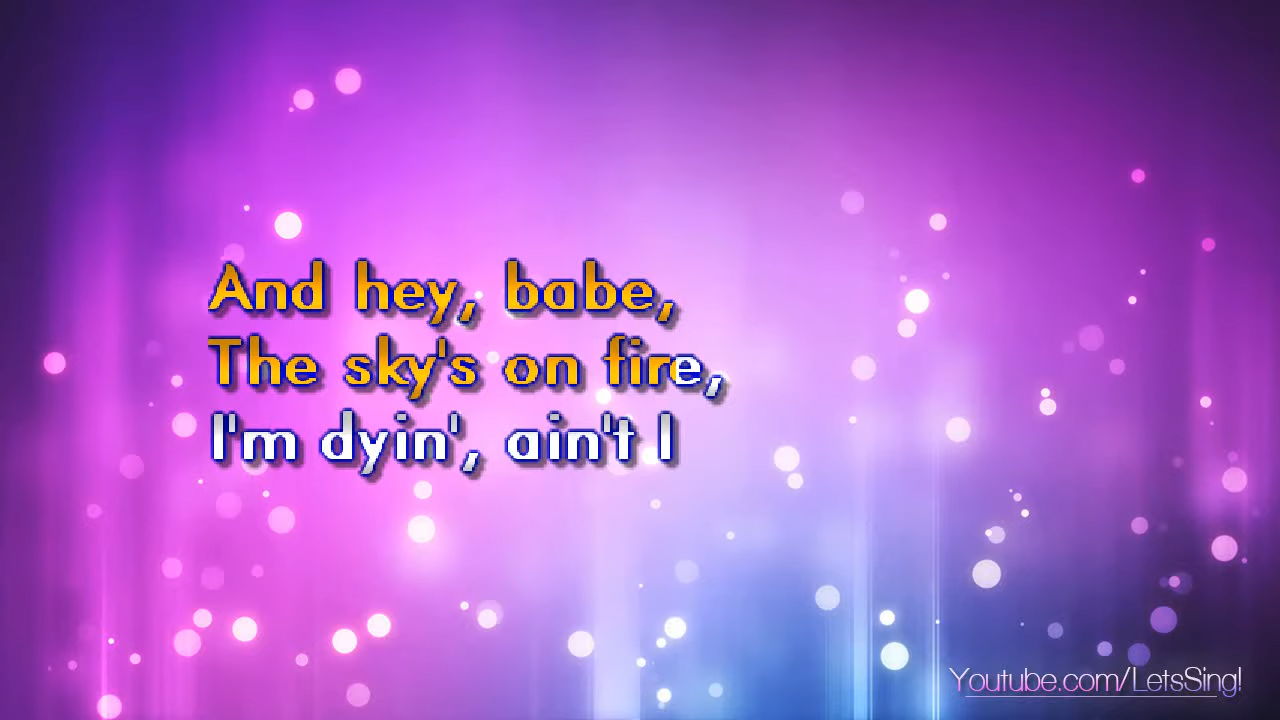 And hey, babe,
The sky's on fire,
I'm dyin', ain't I
Youtube.com/LetsSing!